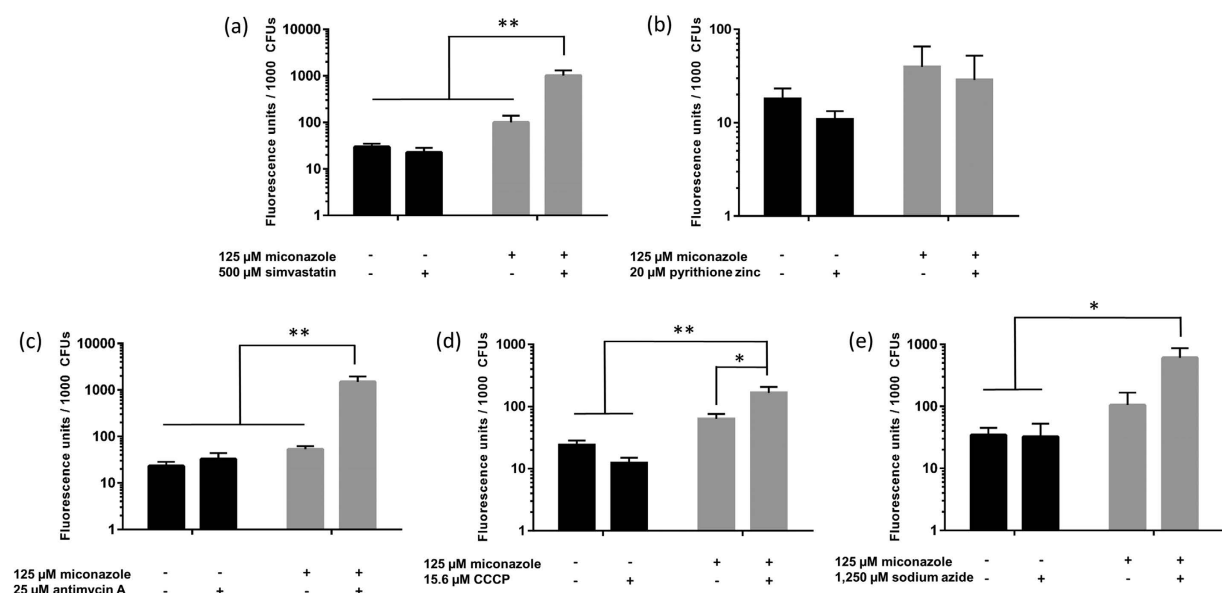 (a)
Fluorescence units / 1000 CFUs
10000
1000
100
10
1
**
125 µM miconazole - - + +
500 µM simvastatin - + - +
(b)
Fluorescence units / 1000 CFUs
100
10
1
125 µM miconazole - - + +
20 µM pyrithione zinc - + - +
(c)
Fluorescence units / 1000 CFUs
10000
1000
100
10
1
**
125 µM miconazole - - + +
25 µM antimycin A - + - +
(d)
Fluorescence units / 1000 CFUs
1000
100
10
1
**
*
125 µM miconazole - - + +
15.6 µM CCCP - + - +
(e)
Fluorescence units / 1000 CFUs
1000
100
10
1
*
125 µM miconazole - - + +
1,250 µM sodium azide - + - +